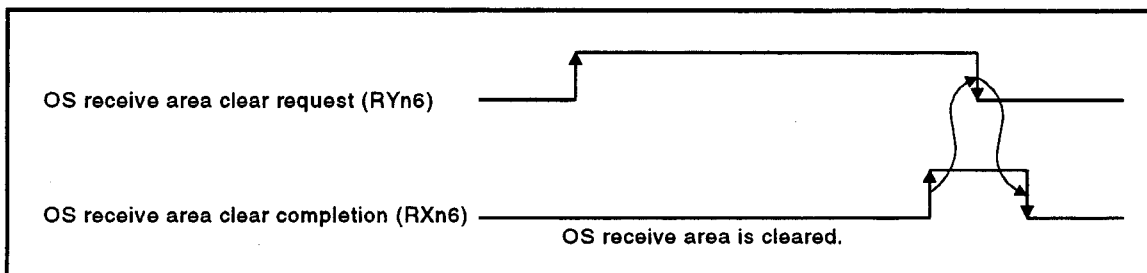 OS receive area clear request (RYn6)
OS receive area clear completion (RXn6)
OS receive area is cleared.